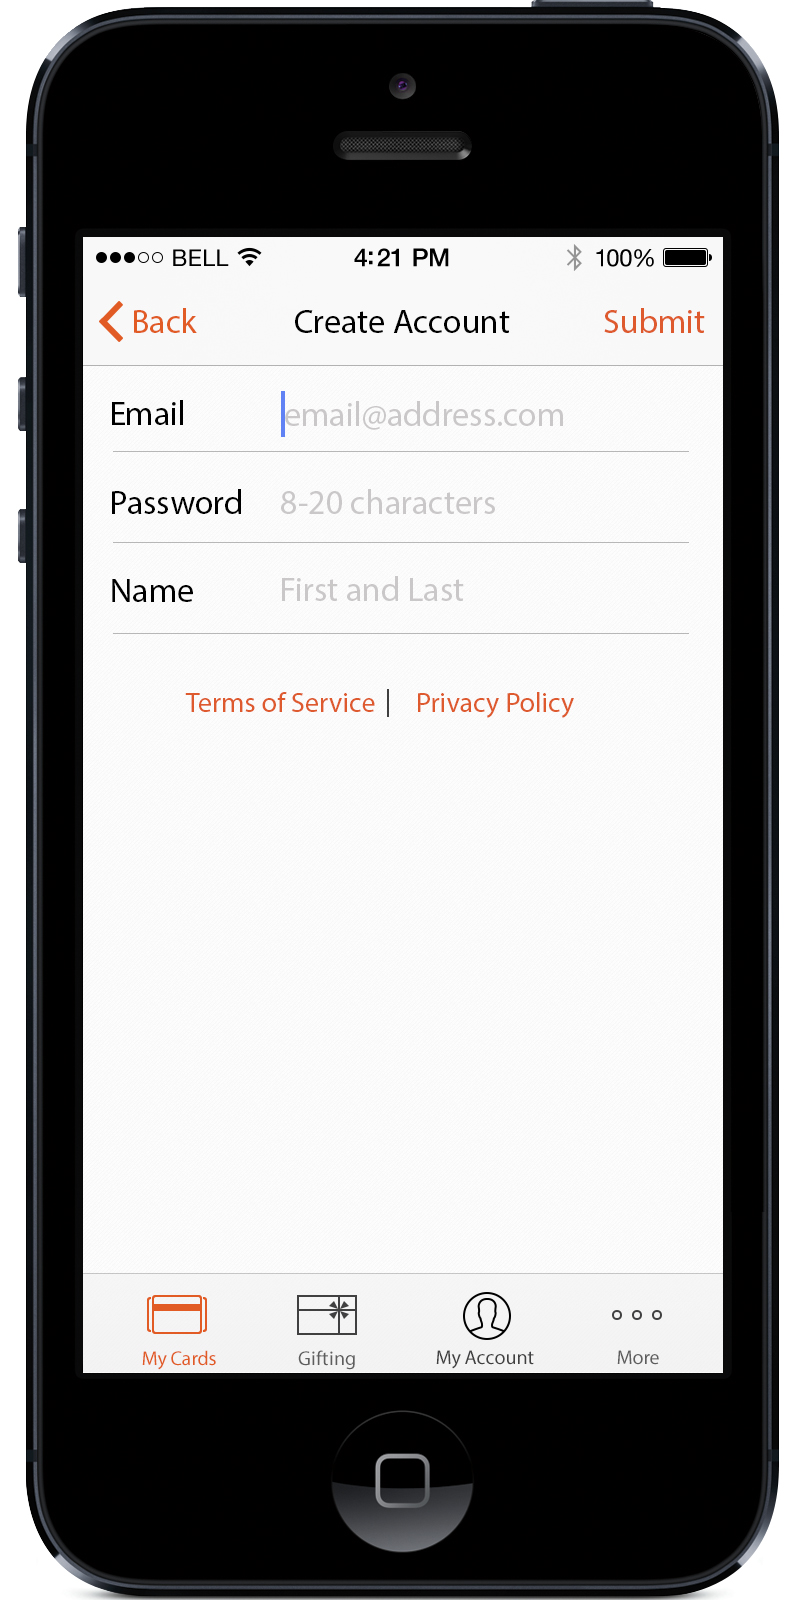 BELL 4:21 PM 100%
Back Create Account Submit
Email email@address.com
Password 8-20 characters
Name First and Last
Terms of Service | Privacy Policy
My Cards Gifting My Account More